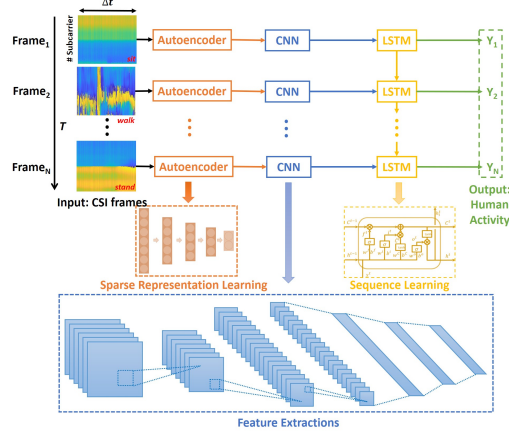 Δt
Frame1
# Subcarrier
sit
Autoencoder
CNN
LSTM
Y1
Frame2
walk
Autoencoder
CNN
LSTM
Y2
T
FrameN
stand
Autoencoder
CNN
LSTM
YN
Input: CSI frames
Output:
Human
Activity
Sparse Representation Learning
Sequence Learning
Feature Extractions